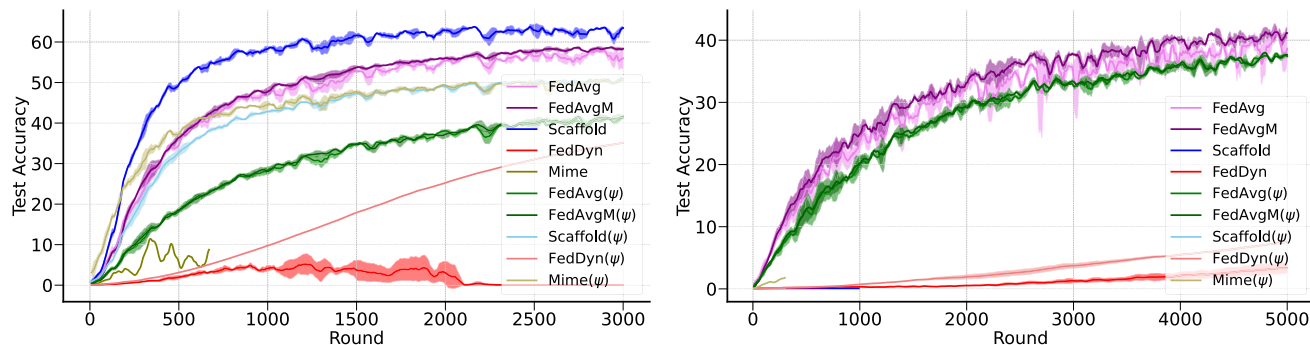 Test Accuracy
60
50
40
30
20
10
0
0
500
1000
1500
2000
2500
3000
Round
FedAvg
FedAvgM
Scaffold
FedDyn
Mime
FedAvg(ψ)
FedAvgM(ψ)
Scaffold(ψ)
FedDyn(ψ)
Mime(ψ)
Test Accuracy
40
30
20
10
0
0
1000
2000
3000
4000
5000
Round
FedAvg
FedAvgM
Scaffold
FedDyn
FedAvg(ψ)
FedAvgM(ψ)
Scaffold(ψ)
FedDyn(ψ)
Mime(ψ)